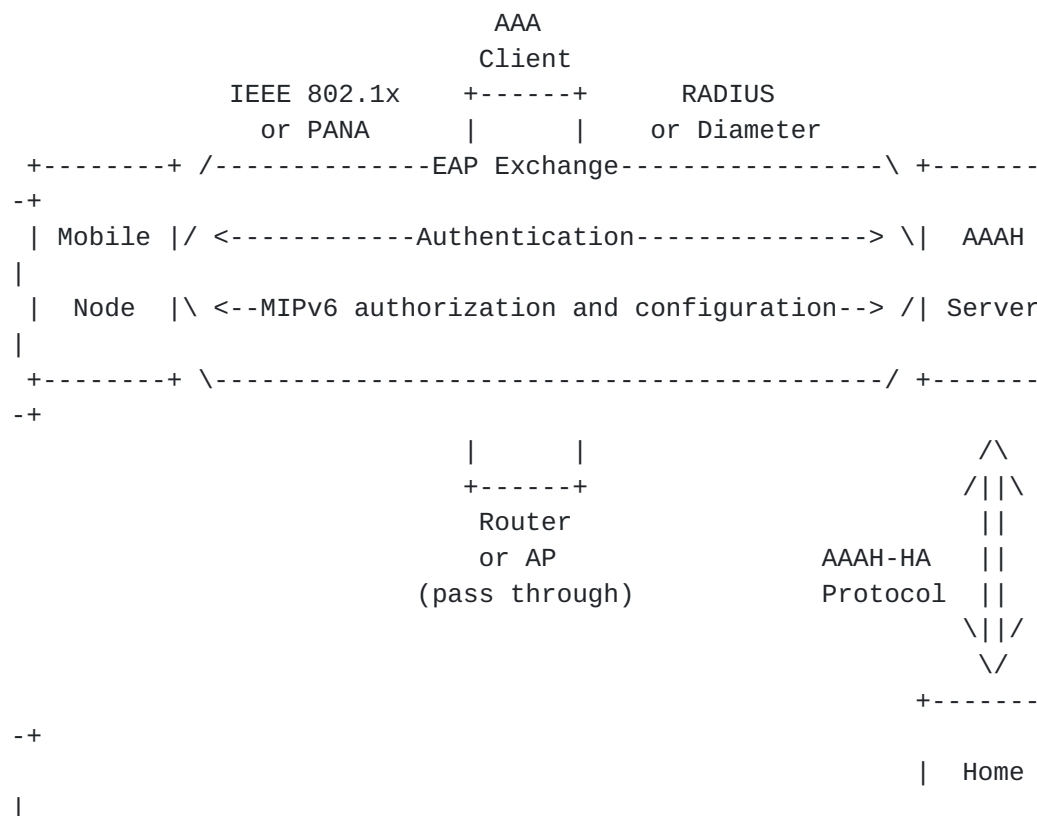 AAA
                              Client
              IEEE 802.1x    +------+      RADIUS
                or PANA      |      |    or Diameter
 +--------+ /--------------EAP Exchange-----------------\ +-------
-+
 | Mobile |/ <------------Authentication---------------> \|  AAAH
|
 |  Node  |\ <--MIPv6 authorization and configuration--> /| Server
|
 +--------+ \-------------------------------------------/ +-------
-+
                             |      |                         /\
                             +------+                        /||\
                              Router                          ||
                              or AP                AAAH-HA    ||
                          (pass through)            Protocol  ||
                                                             \||/
                                                              \/
                                                          +-------
-+
                                                          |  Home
|